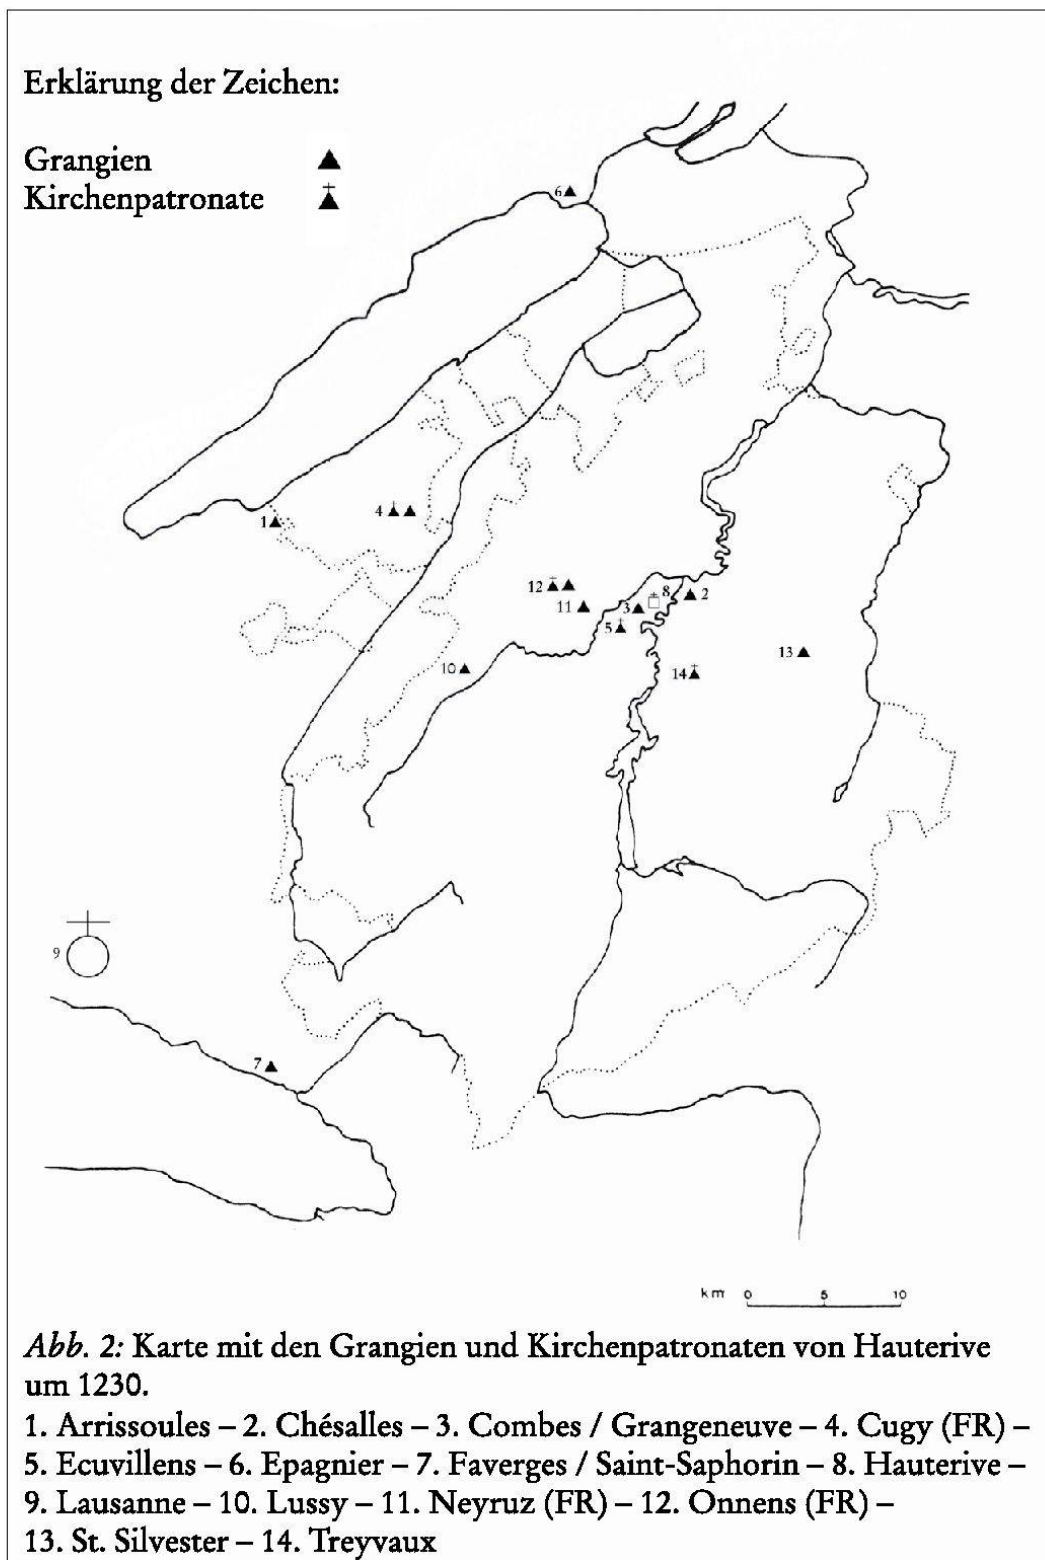 Erklärung der Zeichen:
Grangien
Kirchenpatronate
6
1
4
12
11
3
8
2
5
10
14
13
9
7
km 0 5 10
Abb. 2: Karte mit den Grangien und Kirchenpatronaten von Hauterive
um 1230.
1. Arrissoules – 2. Chésalles – 3. Combes / Grangeneuve – 4. Cugy (FR) –
5. Ecuvillens – 6. Epagnier – 7. Faverges / Saint-Saphorin – 8. Hauterive –
9. Lausanne – 10. Lussy – 11. Neyruz (FR) – 12. Onnens (FR) –
13. St. Silvester – 14. Treyvaux